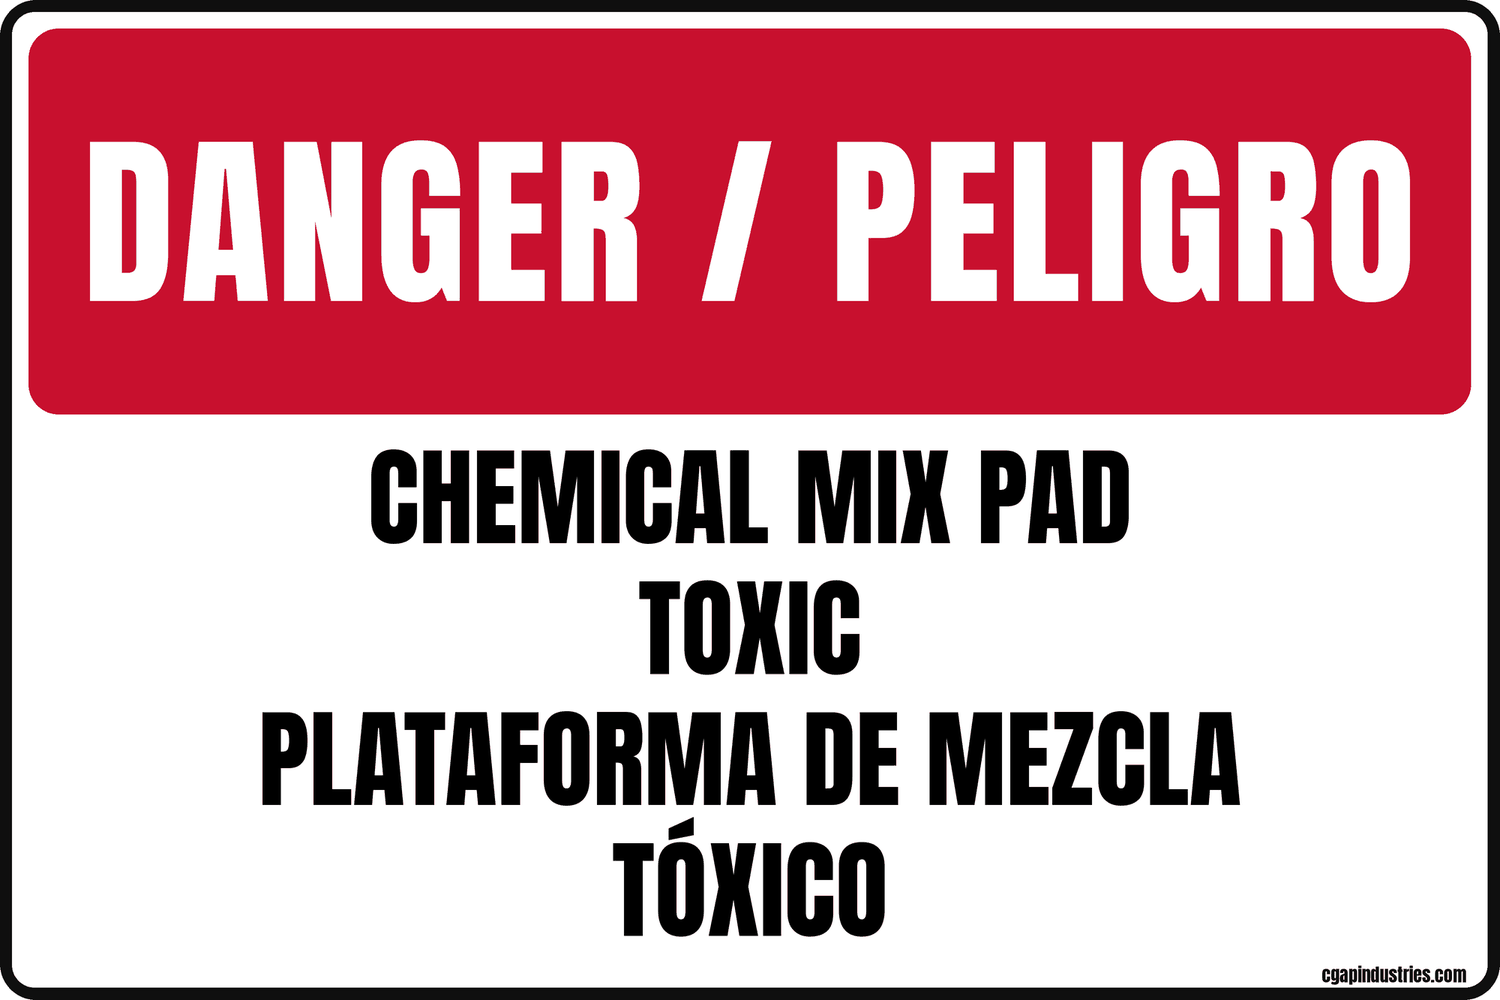 DANGER / PELIGRO
CHEMICAL MIX PAD
TOXIC
PLATAFORMA DE MEZCLA
TÓXICO
cgapindustries.com